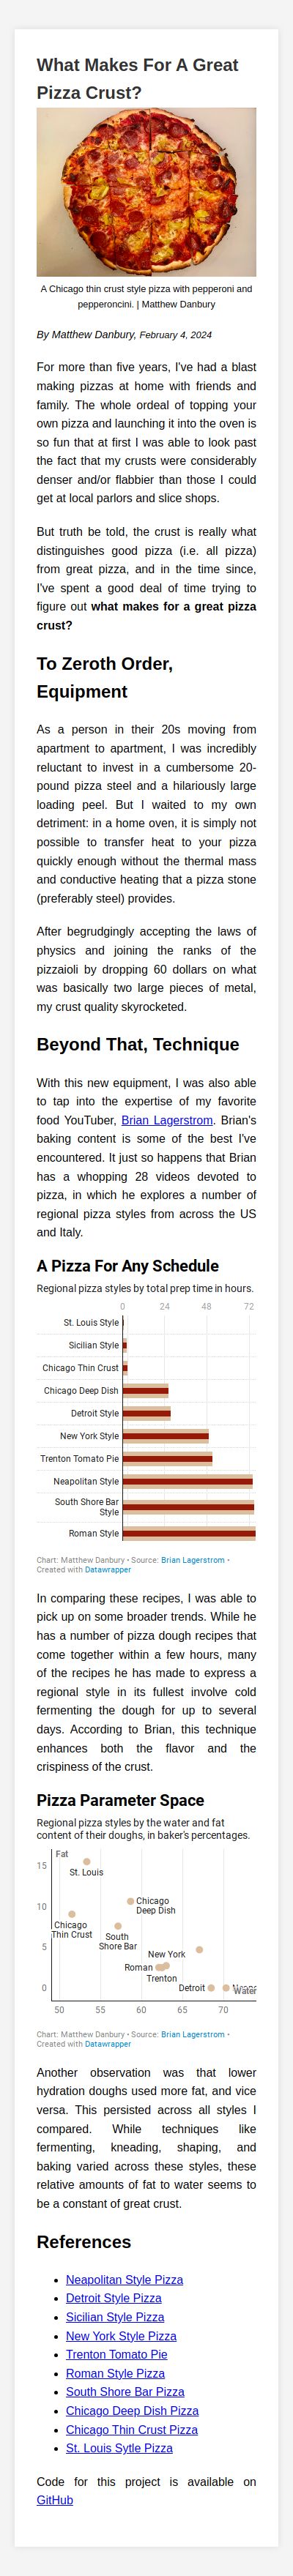 What Makes For A Great
Pizza Crust?
A Chicago thin crust style pizza with pepperoni and
pepperoncini. | Matthew Danbury
By Matthew Danbury, February 4, 2024
For more than five years, I've had a blast
making pizzas at home with friends and
family. The whole ordeal of topping your
own pizza and launching it into the oven is
so fun that at first I was able to look past
the fact that my crusts were considerably
denser and/or flabbier than those I could
get at local parlors and slice shops.
But truth be told, the crust is really what
distinguishes good pizza (i.e. all pizza)
from great pizza, and in the time since,
I've spent a good deal of time trying to
figure out what makes for a great pizza
crust?
To Zeroth Order,
Equipment
As a person in their 20s moving from
apartment to apartment, I was incredibly
reluctant to invest in a cumbersome 20-
pound pizza steel and a hilariously large
loading peel. But I waited to my own
detriment: in a home oven, it is simply not
possible to transfer heat to your pizza
quickly enough without the thermal mass
and conductive heating that a pizza stone
(preferably steel) provides.
After begrudgingly accepting the laws of
physics and joining the ranks of the
pizzaioli by dropping 60 dollars on what
was basically two large pieces of metal,
my crust quality skyrocketed.
Beyond That, Technique
With this new equipment, I was also able
to tap into the expertise of my favorite
food YouTuber, Brian Lagerstrom. Brian's
baking content is some of the best I've
encountered. It just so happens that Brian
has a whopping 28 videos devoted to
pizza, in which he explores a number of
regional pizza styles from across the US
and Italy.
A Pizza For Any Schedule
Regional pizza styles by total prep time in hours.
0 24 48 72
St. Louis Style
Sicilian Style
Chicago Thin Crust
Chicago Deep Dish
Detroit Style
New York Style
Trenton Tomato Pie
Neapolitan Style
South Shore Bar
Style
Roman Style
Chart: Matthew Danbury • Source: Brian Lagerstrom •
Created with Datawrapper
In comparing these recipes, I was able to
pick up on some broader trends. While he
has a number of pizza dough recipes that
come together within a few hours, many
of the recipes he has made to express a
regional style in its fullest involve cold
fermenting the dough for up to several
days. According to Brian, this technique
enhances both the flavor and the
crispiness of the crust.
Pizza Parameter Space
Regional pizza styles by the water and fat
content of their doughs, in baker's percentages.
Fat
15
St. Louis
10
Chicago
Deep Dish
Chicago
Thin Crust
South
Shore Bar
5
New York
Roman
Trenton
0
Detroit
Water
50 55 60 65 70
Chart: Matthew Danbury • Source: Brian Lagerstrom •
Created with Datawrapper
Another observation was that lower
hydration doughs used more fat, and vice
versa. This persisted across all styles I
compared. While techniques like
fermenting, kneading, shaping, and
baking varied across these styles, these
relative amounts of fat to water seems to
be a constant of great crust.
References
• Neapolitan Style Pizza
• Detroit Style Pizza
• Sicilian Style Pizza
• New York Style Pizza
• Trenton Tomato Pie
• Roman Style Pizza
• South Shore Bar Pizza
• Chicago Deep Dish Pizza
• Chicago Thin Crust Pizza
• St. Louis Sytle Pizza
Code for this project is available on
GitHub